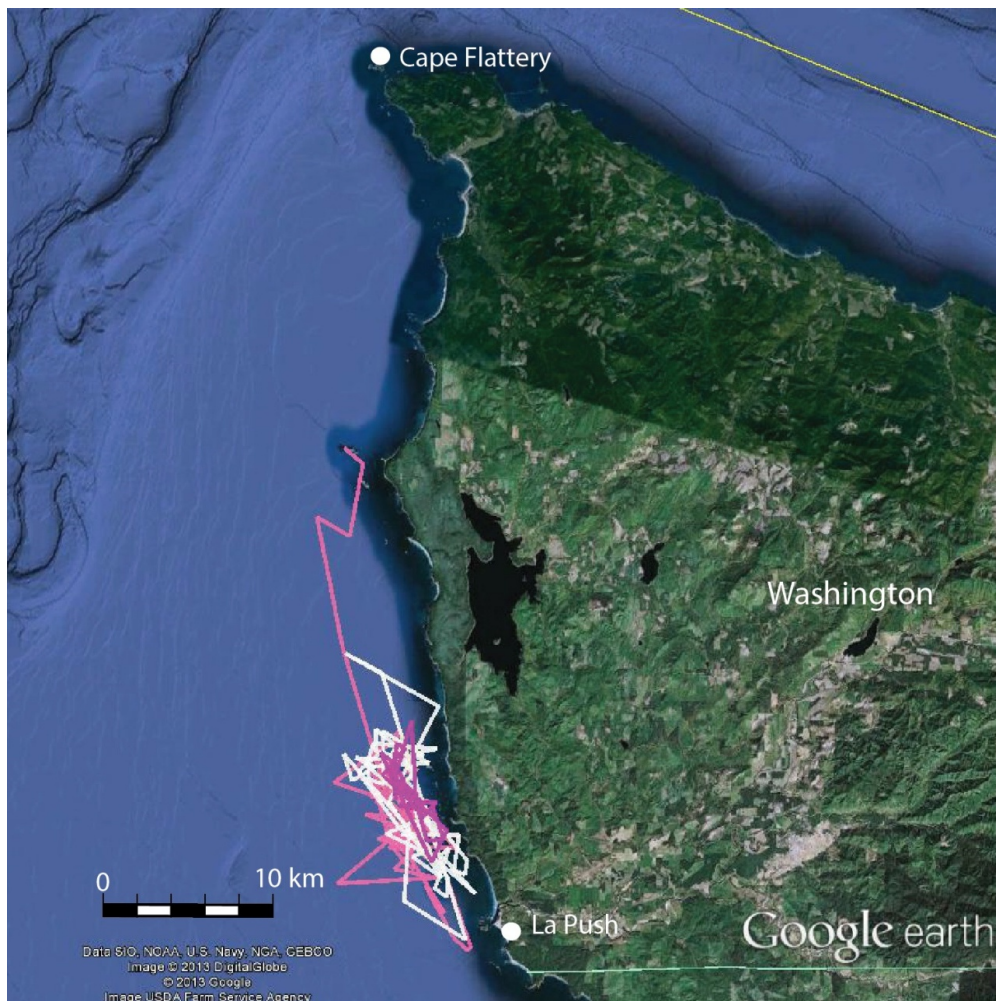 Cape Flattery
Washington
0 10 km
La Push
Google earth
Data SIO, NOAA, U.S. Navy, NGA, GEBCO
Image © 2013 DigitalGlobe
© 2013 Google
Image USDA Farm Service Agency